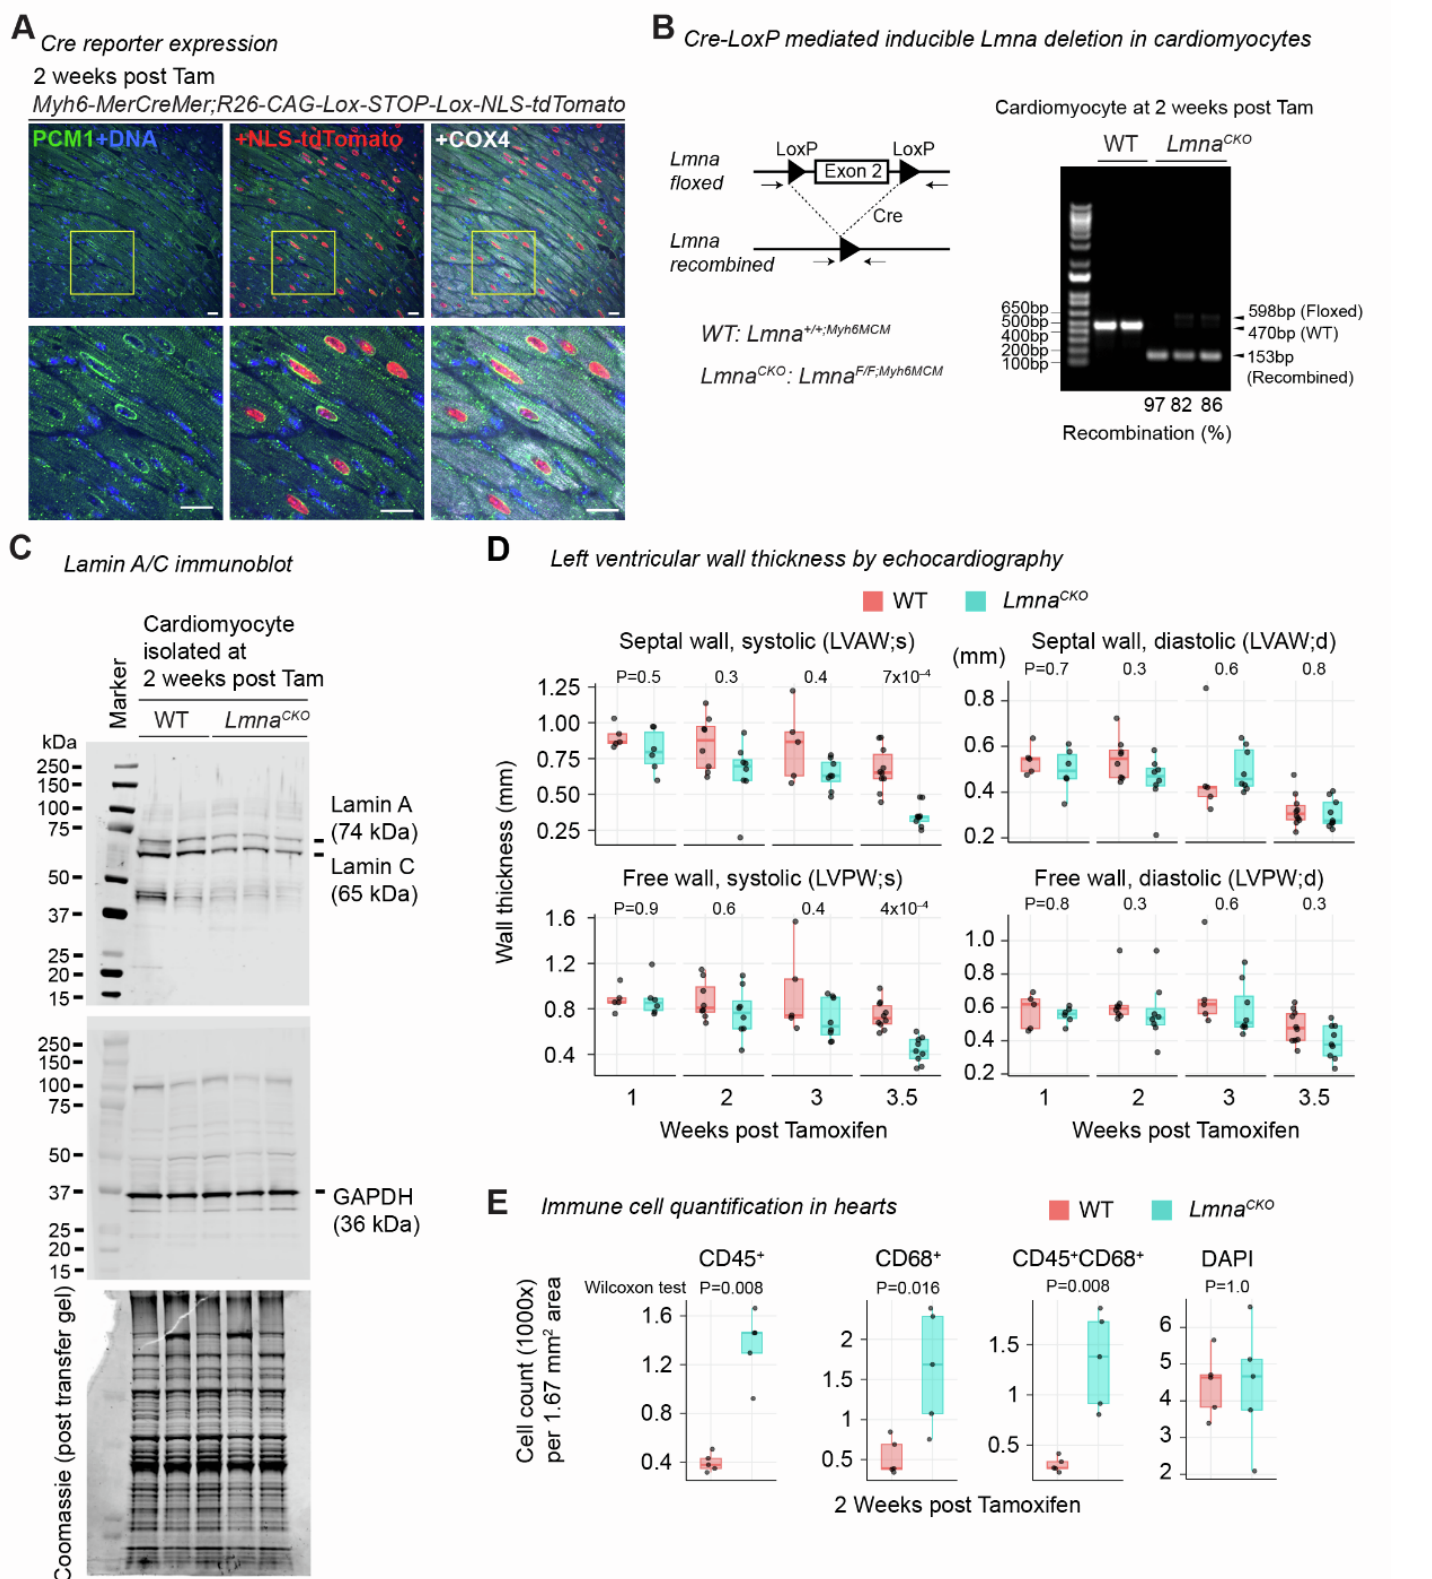 A
Cre reporter expression
2 weeks post Tam
Myh6-MerCreMer;R26-CAG-Lox-STOP-Lox-NLS-tdTomato
PCM1+DNA
+NLS-tdTomato
+COX4
B
Cre-LoxP mediated inducible Lmna deletion in cardiomyocytes
Lmna floxed
LoxP
LoxP
Exon 2
Cre
Lmna recombined
WT: Lmna+/+;Myh6MCM
LmnaCKO: LmnaF/F;Myh6MCM
Cardiomyocyte at 2 weeks post Tam
WT
LmnaCKO
650bp
500bp
400bp
200bp
100bp
598bp (Floxed)
470bp (WT)
153bp
(Recombined)
97 82 86
Recombination (%)
C
Lamin A/C immunoblot
Cardiomyocyte
isolated at
2 weeks post Tam
Marker
WT
LmnaCKO
kDa
250
150
100
75
50
37
25
20
15
Lamin A
(74 kDa)
Lamin C
(65 kDa)
250
150
100
75
50
37
25
20
15
GAPDH
(36 kDa)
Coomassie (post transfer gel)
D
Left ventricular wall thickness by echocardiography
WT
LmnaCKO
Wall thickness (mm)
Septal wall, systolic (LVAW;s)
P=0.5 0.3 0.4 7x10⁻⁴
1.25
1.00
0.75
0.50
0.25
(mm)
Septal wall, diastolic (LVAW;d)
P=0.7 0.3 0.6 0.8
0.8
0.6
0.4
0.2
Free wall, systolic (LVPW;s)
P=0.9 0.6 0.4 4x10⁻⁴
1.6
1.2
0.8
0.4
1 2 3 3.5
Weeks post Tamoxifen
Free wall, diastolic (LVPW;d)
P=0.8 0.3 0.6 0.3
1.0
0.8
0.6
0.4
0.2
1 2 3 3.5
Weeks post Tamoxifen
E
Immune cell quantification in hearts
WT
LmnaCKO
Cell count (1000x)
per 1.67 mm² area
Wilcoxon test
CD45⁺
P=0.008
1.6
1.2
0.8
0.4
CD68⁺
P=0.016
2
1.5
1
0.5
CD45⁺CD68⁺
P=0.008
1.5
1
0.5
DAPI
P=1.0
6
5
4
3
2
2 Weeks post Tamoxifen